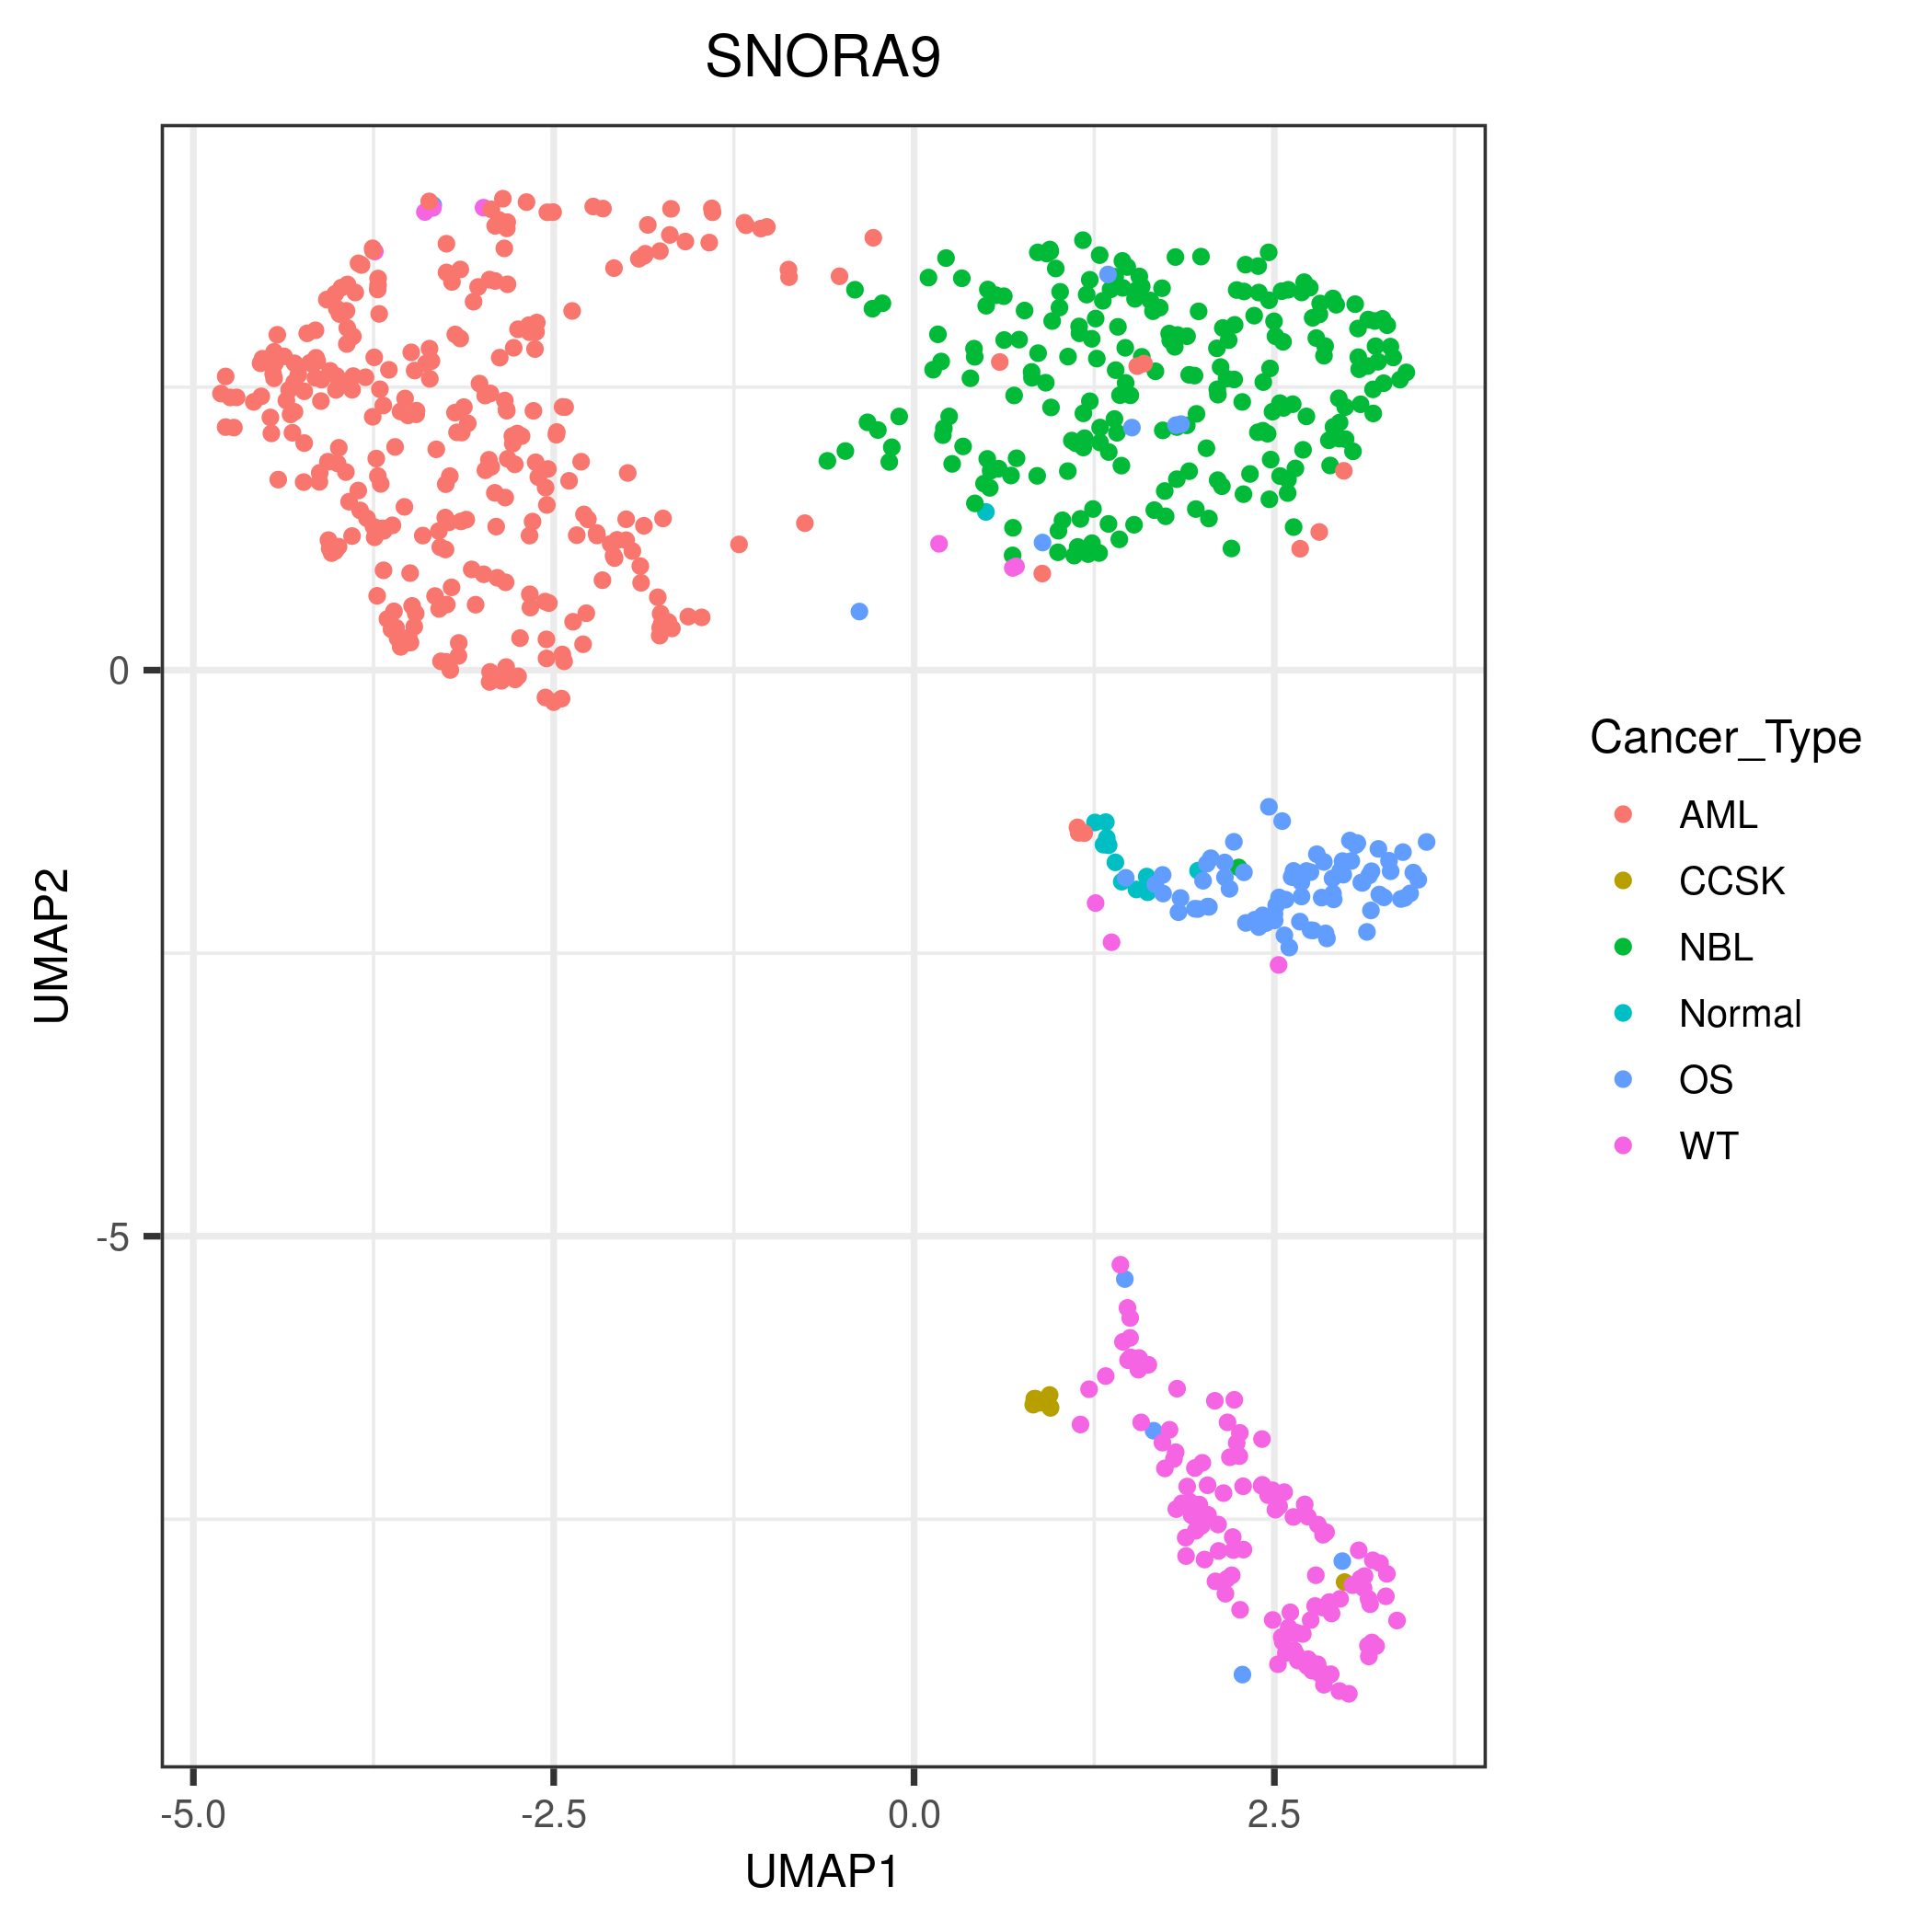 SNORA9
UMAP2
0
-5
-5.0
-2.5
0.0
2.5
UMAP1
Cancer_Type
AML
CCSK
NBL
Normal
OS
WT